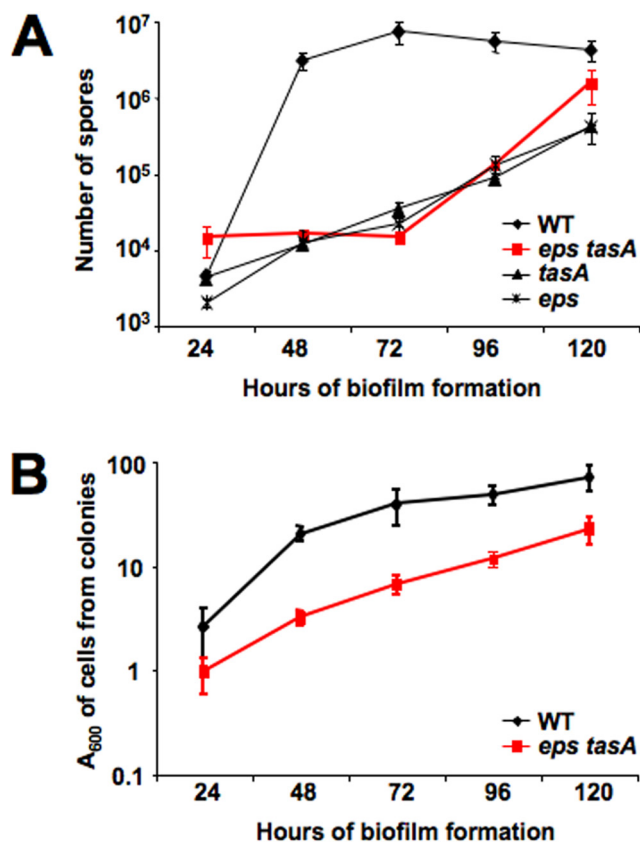 A
Number of spores
10⁷
10⁶
10⁵
10⁴
10³
WT
eps tasA
tasA
eps
24 48 72 96 120
Hours of biofilm formation
B
A₆₀₀ of cells from colonies
100
10
1
0.1
WT
eps tasA
24 48 72 96 120
Hours of biofilm formation